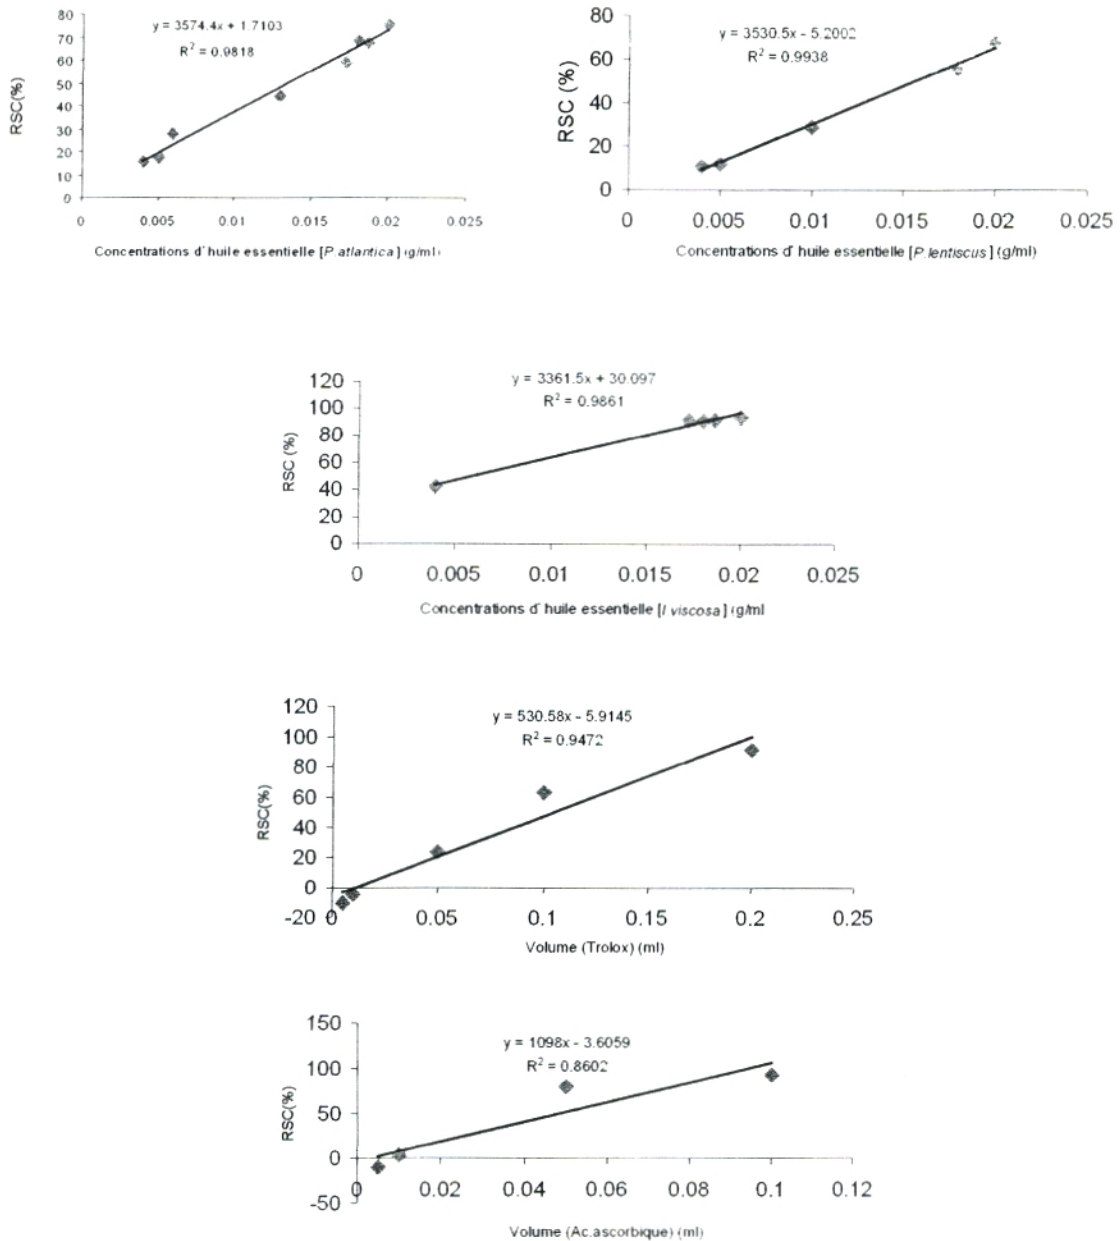 y = 3574.4x + 1.7103
R² = 0.9818
RSC(%)
80
70
60
50
40
30
20
10
0
0 0.005 0.01 0.015 0.02 0.025
Concentrations d' huile essentielle [P.atlantica] (g/ml)
y = 3530.5x - 5.2002
R² = 0.9938
RSC (%)
80
60
40
20
0
0 0.005 0.01 0.015 0.02 0.025
Concentrations d' huile essentielle [P.lentiscus] (g/ml)
y = 3361.5x + 30.097
R² = 0.9861
RSC (%)
120
100
80
60
40
20
0
0 0.005 0.01 0.015 0.02 0.025
Concentrations d' huile essentielle [I.viscosa] (g/ml
y = 530.58x - 5.9145
R² = 0.9472
RSC(%)
120
100
80
60
40
20
0
-20
0 0.05 0.1 0.15 0.2 0.25
Volume (Trolox) (ml)
y = 1098x - 3.6059
R² = 0.8602
RSC(%)
150
100
50
0
-50
0 0.02 0.04 0.06 0.08 0.1 0.12
Volume (Ac.ascorbique) (ml)